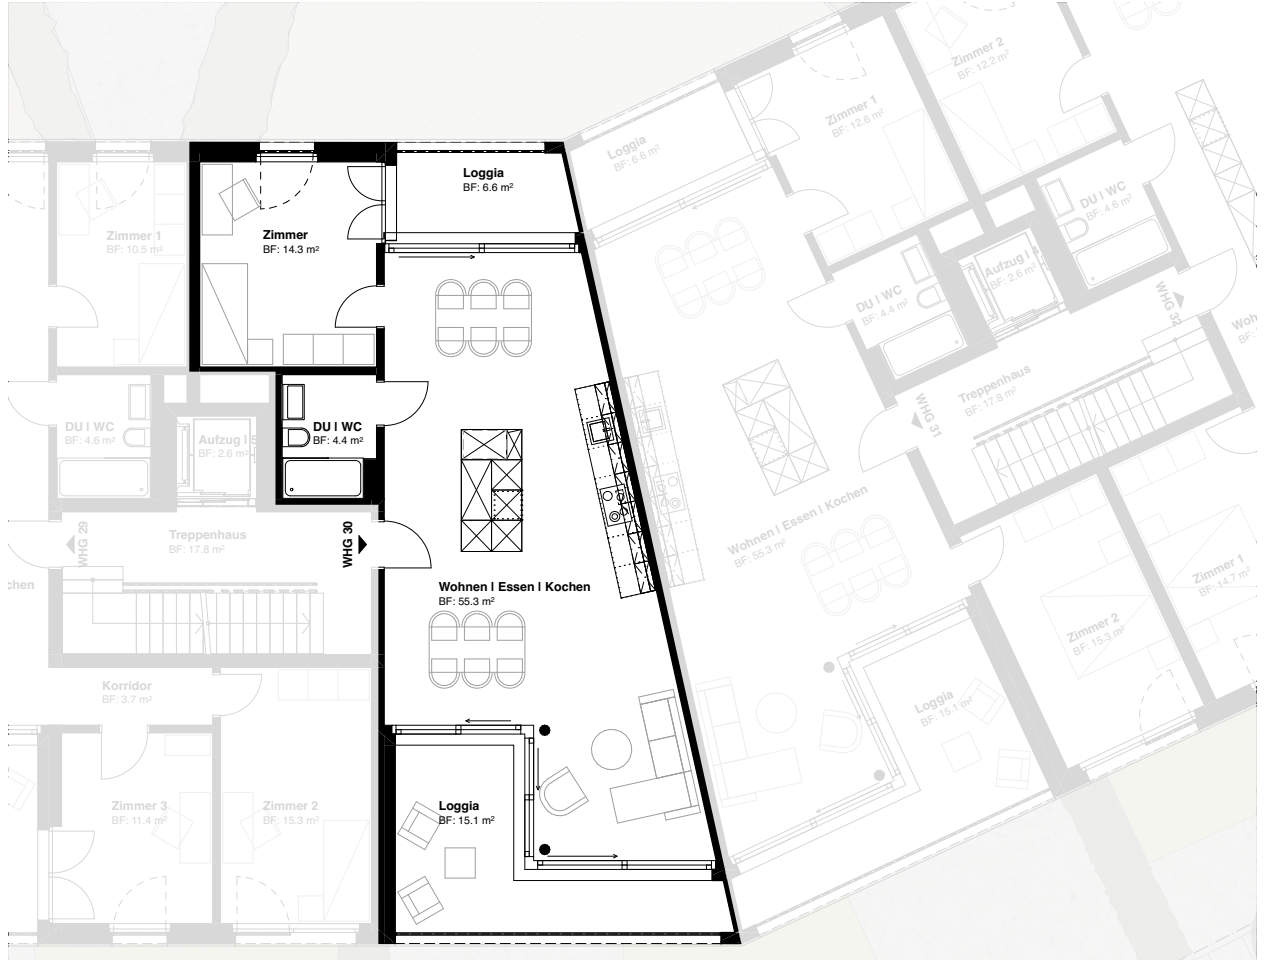 Zimmer 2
BF: 12.2 m²
Zimmer 1
BF: 12.6 m²
Loggia
BF: 6.6 m²
Loggia
BF: 6.6 m²
DU I WC
BF: 4.6 m²
Zimmer 1
BF: 10.5 m²
Zimmer
BF: 14.3 m²
Aufzug I 4
BF: 2.6 m²
DU I WC
BF: 4.4 m²
WHG 32
Woh
BF:
Treppenhaus
BF: 17.8 m²
WHG 31
DU I WC
BF: 4.6 m²
Aufzug I 5
BF: 2.6 m²
DU I WC
BF: 4.4 m²
WHG 29
Treppenhaus
BF: 17.8 m²
WHG 30
Wohnen I Essen I Kochen
BF: 55.3 m²
chen
Wohnen I Essen I Kochen
BF: 55.3 m²
Zimmer 1
BF: 14.7 m²
Zimmer 2
BF: 15.3 m²
Korridor
BF: 3.7 m²
Loggia
BF: 15.1 m²
Zimmer 3
BF: 11.4 m²
Zimmer 2
BF: 15.3 m²
Loggia
BF: 15.1 m²